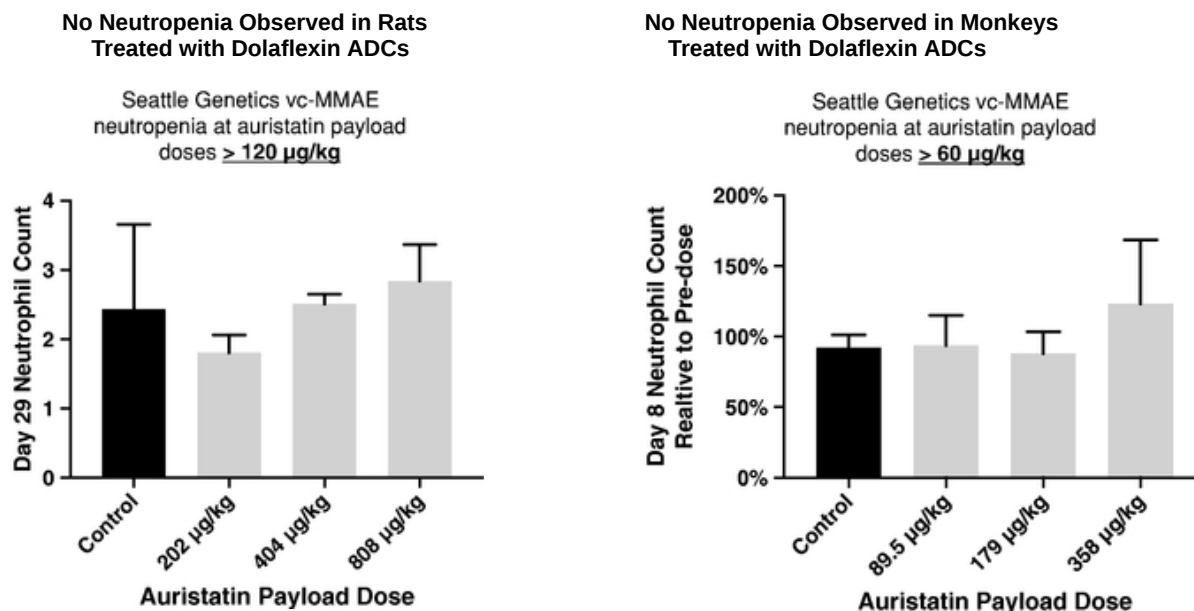 No Neutropenia Observed in Rats
Treated with Dolaflexin ADCs
Seattle Genetics vc-MMAE
neutropenia at auristatin payload
doses > 120 µg/kg
Day 29 Neutrophil Count
4
3
2
1
0
Control
202 µg/kg
404 µg/kg
808 µg/kg
Auristatin Payload Dose
No Neutropenia Observed in Monkeys
Treated with Dolaflexin ADCs
Seattle Genetics vc-MMAE
neutropenia at auristatin payload
doses > 60 µg/kg
Day 8 Neutrophil Count
Realtive to Pre-dose
200%
150%
100%
50%
0%
Control
89.5 µg/kg
179 µg/kg
358 µg/kg
Auristatin Payload Dose